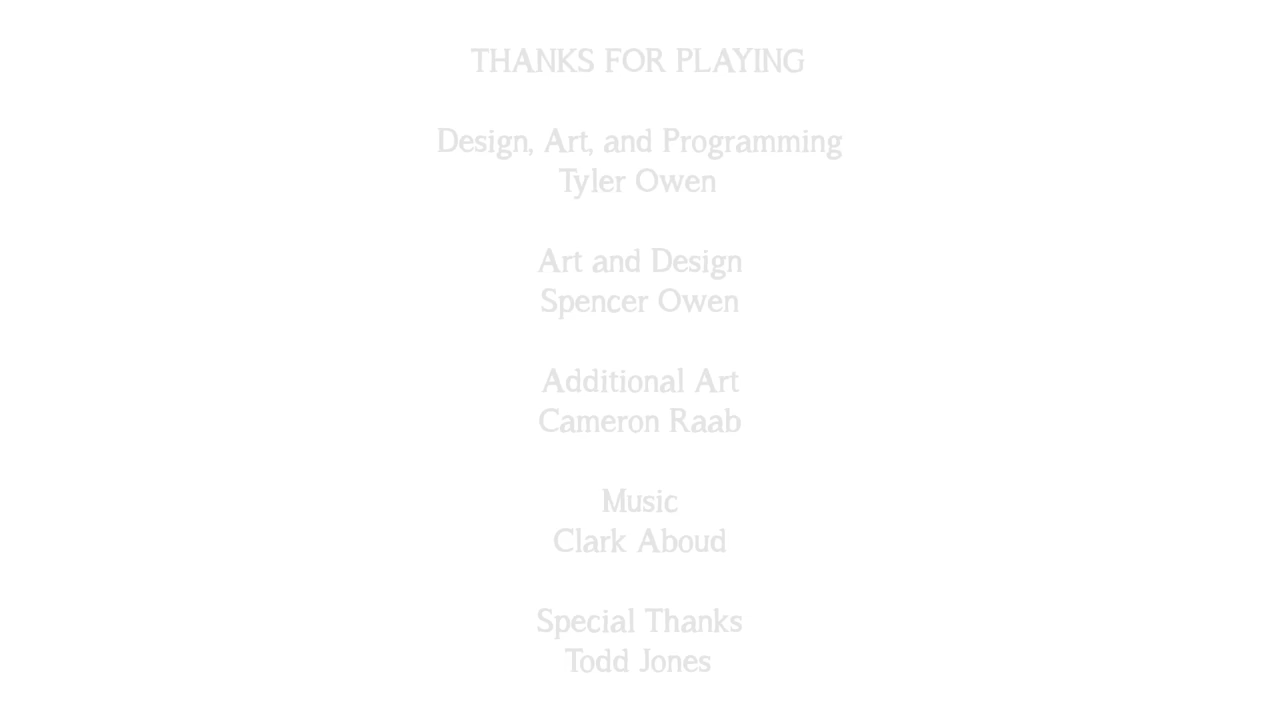 THANKS FOR PLAYING
Design, Art, and Programming
Tyler Owen
Art and Design
Spencer Owen
Additional Art
Cameron Raab
Music
Clark Aboud
Special Thanks
Todd Jones